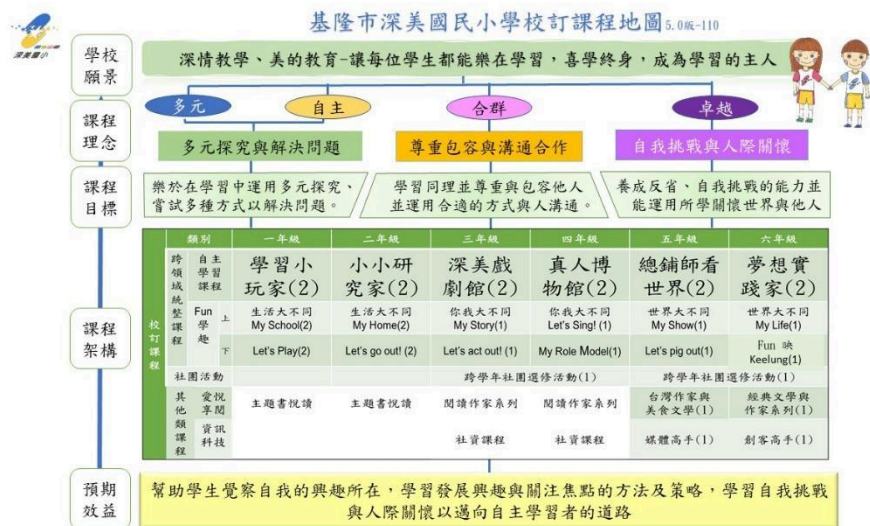 基隆市深美國民小學校訂課程地圖5.0版-110
深美國小
學校
願景
深情教學、美的教育-讓每位學生都能樂在學習，喜學終身，成為學習的主人
多元
自主
合群
卓越
課程
理念
多元探究與解決問題
尊重包容與溝通合作
自我挑戰與人際關懷
課程
目標
樂於在學習中運用多元探究、
嘗試多種方式以解決問題。
學習同理並尊重與包容他人
並運用合適的方式與人溝通。
養成反省、自我挑戰的能力並
能運用所學關懷世界與他人
課程
架構
校訂課程
類別
一年級
二年級
三年級
四年級
五年級
六年級
跨領域統整課程
自主
學習
課程
學習小
玩家(2)
小小研
究家(2)
深美戲
劇館(2)
真人博
物館(2)
總鋪師看
世界(2)
夢想實
踐家(2)
Fun
學
趣
上
生活大不同
My School(2)
生活大不同
My Home(2)
你我大不同
My Story(1)
你我大不同
Let's Sing! (1)
世界大不同
My Show(1)
世界大不同
My Life(1)
下
Let's Play(2)
Let's go out! (2)
Let's act out! (1)
My Role Model(1)
Let's pig out(1)
Fun 映
Keelung(1)
社團活動
跨學年社團選修活動(1)
跨學年社團選修活動(1)
其他類課程
愛悅
享閱
主題書悅讀
主題書悅讀
閱讀作家系列
閱讀作家系列
台灣作家與
美食文學(1)
經典文學與
作家系列(1)
資訊
科技
社資課程
社資課程
媒體高手(1)
創客高手(1)
預期
效益
幫助學生覺察自我的興趣所在，學習發展興趣與關注焦點的方法及策略，學習自我挑戰
與人際關懷以邁向自主學習者的道路